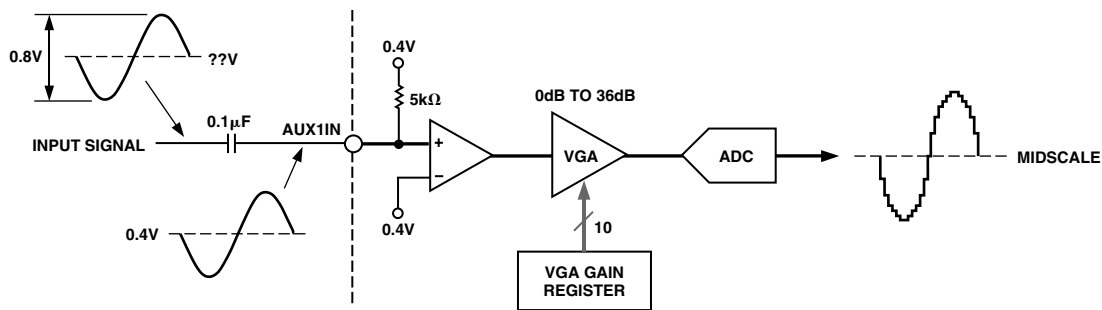 0.8V
??V
0.4V
5kΩ
0dB TO 36dB
0.1μF
AUX1IN
INPUT SIGNAL
+
VGA
ADC
MIDSCALE
–
0.4V
0.4V
10
VGA GAIN
REGISTER